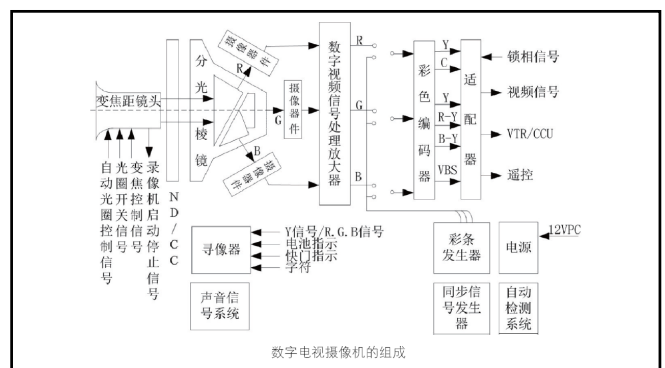 变焦距镜头
自动光圈控制信号
光圈开关信号
变焦控制信号
录像机启动停止信号
ND/CC
分光棱镜
R
G
B
摄像器件
摄像器件
摄像器件
数字视频信号处理放大器
R
G
B
彩色编码器
Y
C
Y
R-Y
B-Y
VBS
适配器
锁相信号
视频信号
VTR/CCU
遥控
寻像器
Y信号/R.G.B信号
电池指示
快门指示
字符
声音信
号系统
彩条
发生器
电源
12VPC
同步信
号发生
器
自动
检测
系统
数字电视摄像机的组成